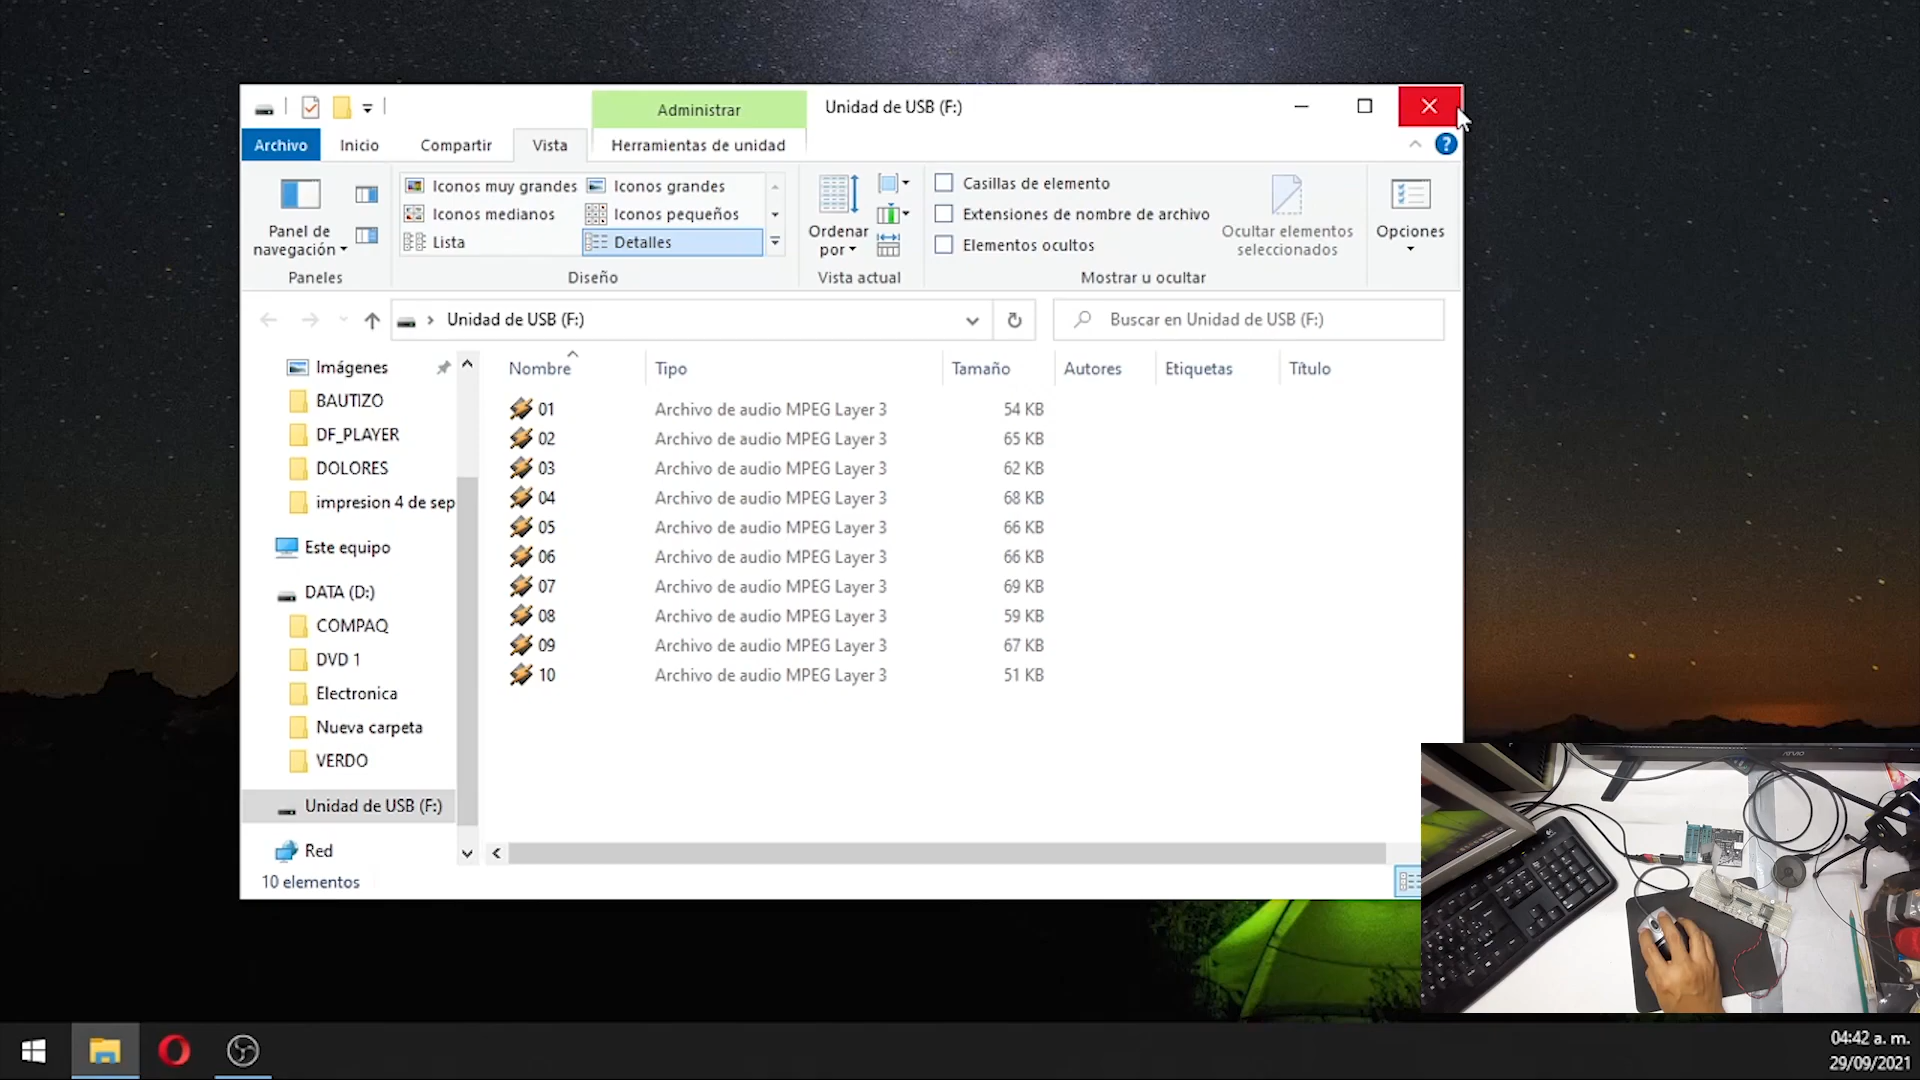 Administrar
Unidad de USB (F:)
Archivo
Inicio
Compartir
Vista
Herramientas de unidad
?
Panel de
navegación
Iconos muy grandes
Iconos grandes
Iconos medianos
Iconos pequeños
Lista
Detalles
Ordenar
por
Casillas de elemento
Extensiones de nombre de archivo
Elementos ocultos
Ocultar elementos
seleccionados
Opciones
Paneles
Diseño
Vista actual
Mostrar u ocultar
Unidad de USB (F:)
Buscar en Unidad de USB (F:)
Imágenes
BAUTIZO
DF_PLAYER
DOLORES
impresion 4 de sep
Este equipo
DATA (D:)
COMPAQ
DVD 1
Electronica
Nueva carpeta
VERDO
Unidad de USB (F:)
Red
Nombre Tipo Tamaño Autores Etiquetas Título
01 Archivo de audio MPEG Layer 3 54 KB
02 Archivo de audio MPEG Layer 3 65 KB
03 Archivo de audio MPEG Layer 3 62 KB
04 Archivo de audio MPEG Layer 3 68 KB
05 Archivo de audio MPEG Layer 3 66 KB
06 Archivo de audio MPEG Layer 3 66 KB
07 Archivo de audio MPEG Layer 3 69 KB
08 Archivo de audio MPEG Layer 3 59 KB
09 Archivo de audio MPEG Layer 3 67 KB
10 Archivo de audio MPEG Layer 3 51 KB
10 elementos
ATVIO
04:42 a. m.
29/09/2021